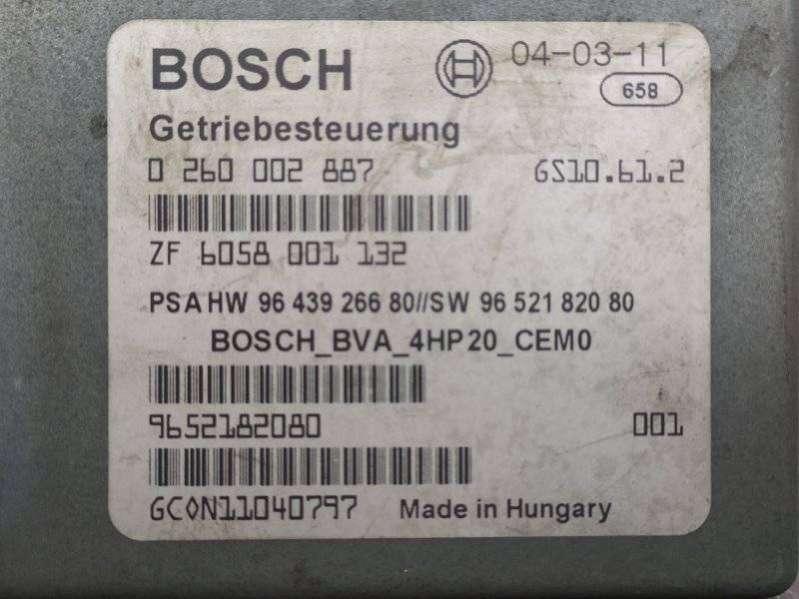 BOSCH 04-03-11
658
Getriebesteuerung
0 260 002 887 GS10.61.2
ZF 6058 001 132
PSA HW 96 439 266 80//SW 96 521 820 80
BOSCH_BVA_4HP20_CEM0
9652182080 001
GC0N11040797 Made in Hungary